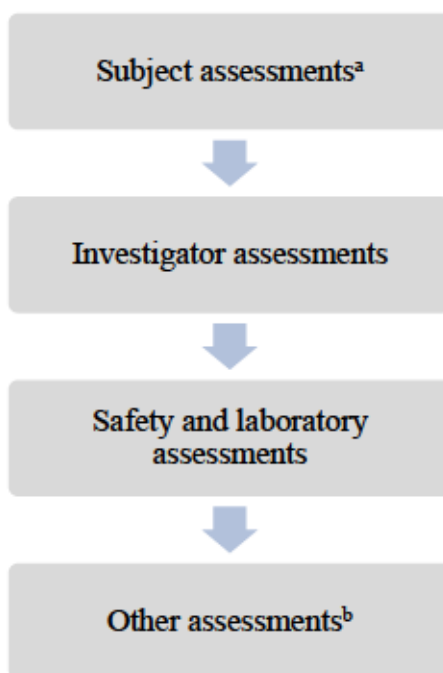 Subject assessmentsᵃ
Investigator assessments
Safety and laboratory
assessments
Other assessmentsᵇ